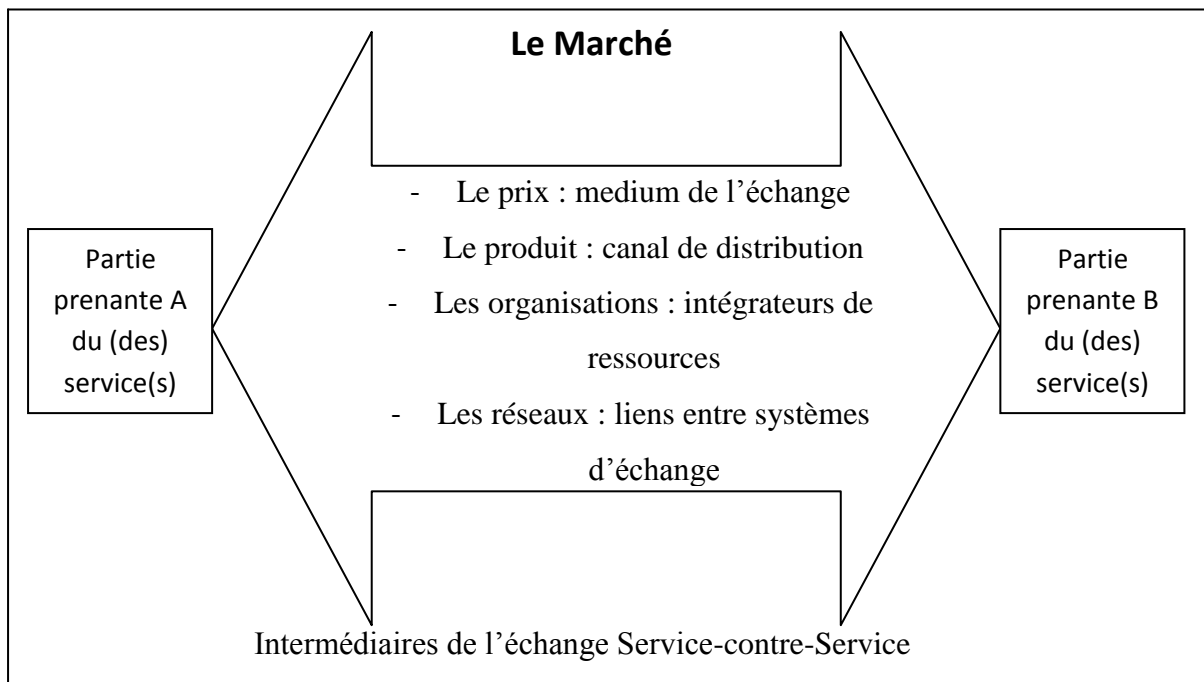 Le Marché
- Le prix : medium de l’échange
- Le produit : canal de distribution
- Les organisations : intégrateurs de
ressources
- Les réseaux : liens entre systèmes
d’échange
Partie
prenante A
du (des)
service(s)
Partie
prenante B
du (des)
service(s)
Intermédiaires de l’échange Service-contre-Service